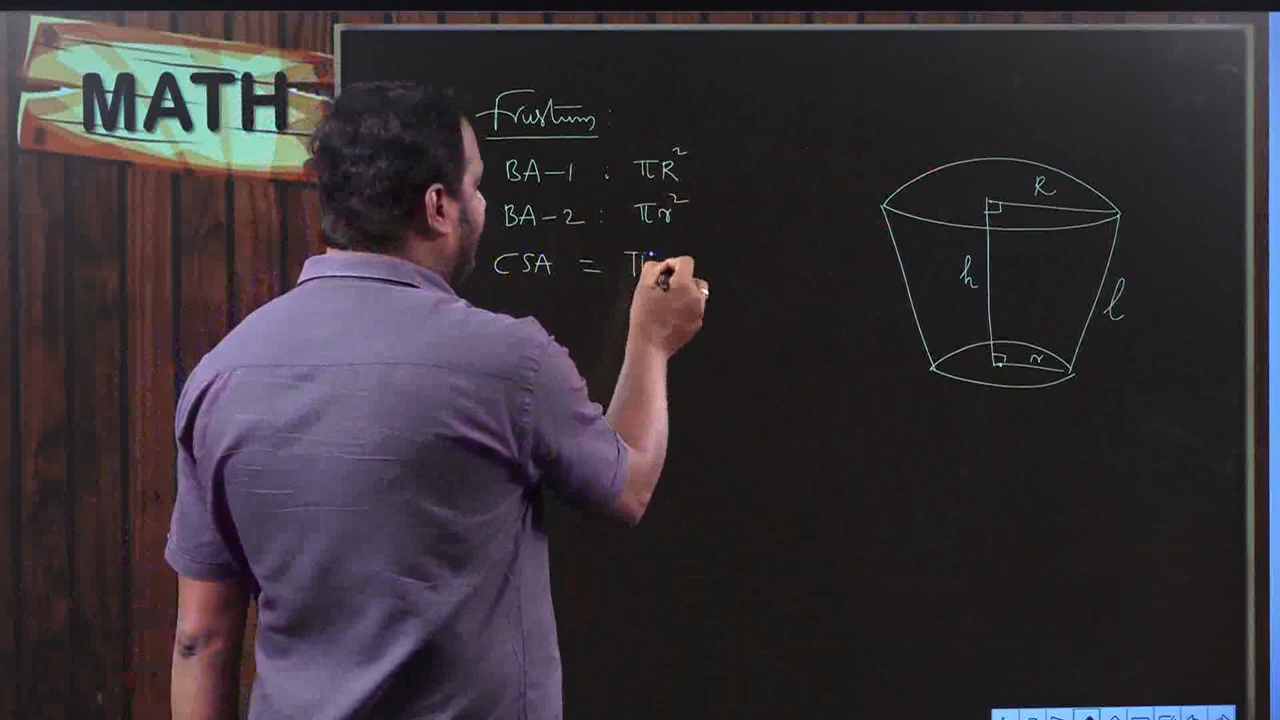 MATH
Frustum :
BA-1 : πR²
BA-2 : πr²
CSA = π
R
h
l
r